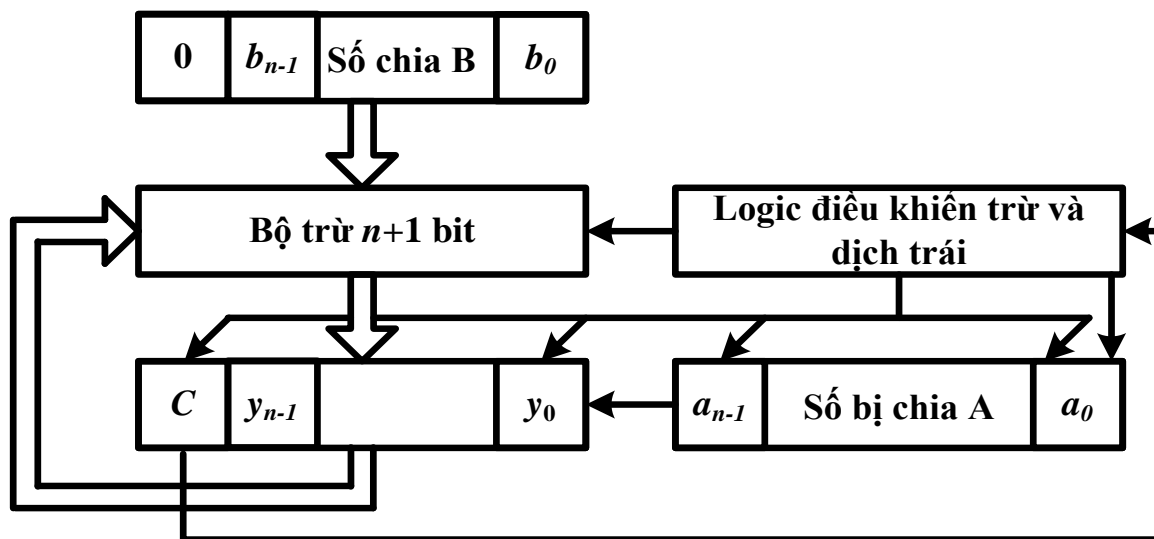 0 b_{n-1} Số chia B b_0
Bộ trừ n+1 bit
Logic điều khiển trừ và
dịch trái
C y_{n-1} y_0
a_{n-1} Số bị chia A a_0